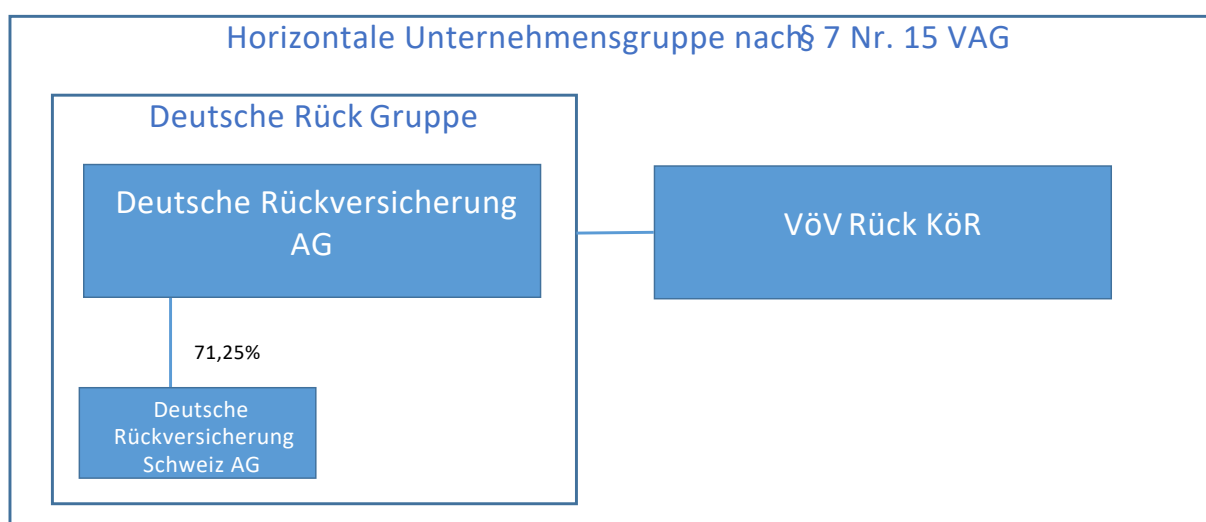 Horizontale Unternehmensgruppe nach§ 7 Nr. 15 VAG
Deutsche Rück Gruppe
Deutsche Rückversicherung
AG
VöV Rück KöR
71,25%
Deutsche
Rückversicherung
Schweiz AG